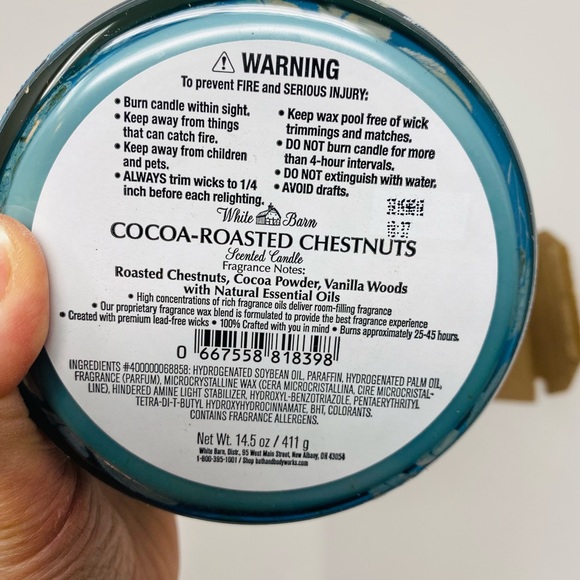 ⚠ WARNING
To prevent FIRE and SERIOUS INJURY:
• Burn candle within sight.
• Keep away from things
that can catch fire.
• Keep away from children
and pets.
• ALWAYS trim wicks to 1/4
inch before each relighting.
• Keep wax pool free of wick
trimmings and matches.
• DO NOT burn candle for more
than 4-hour intervals.
• DO NOT extinguish with water.
• AVOID drafts.
White Barn
COCOA-ROASTED CHESTNUTS
Scented Candle
Fragrance Notes:
Roasted Chestnuts, Cocoa Powder, Vanilla Woods
with Natural Essential Oils
• High concentrations of rich fragrance oils deliver room-filling fragrance
• Our proprietary fragrance wax blend is formulated to provide the best fragrance experience
• Created with premium lead-free wicks • 100% Crafted with you in mind • Burns approximately 25-45 hours.
0 667558 818398
INGREDIENTS #400000068858: HYDROGENATED SOYBEAN OIL, PARAFFIN, HYDROGENATED PALM OIL,
FRAGRANCE (PARFUM), MICROCRYSTALLINE WAX (CERA MICROCRISTALLINA, CIRE MICROCRISTAL-
LINE), HINDERED AMINE LIGHT STABILIZER, HYDROXYL-BENZOTRIAZOLE, PENTAERYTHRITYL
TETRA-DI-T-BUTYL HYDROXYHYDROCINNAMATE, BHT, COLORANTS.
CONTAINS FRAGRANCE ALLERGENS.
Net Wt. 14.5 oz / 411 g
White Barn, Distr., 95 West Main Street, New Albany, OH 43054
1-800-395-1001 / Shop bathandbodyworks.com